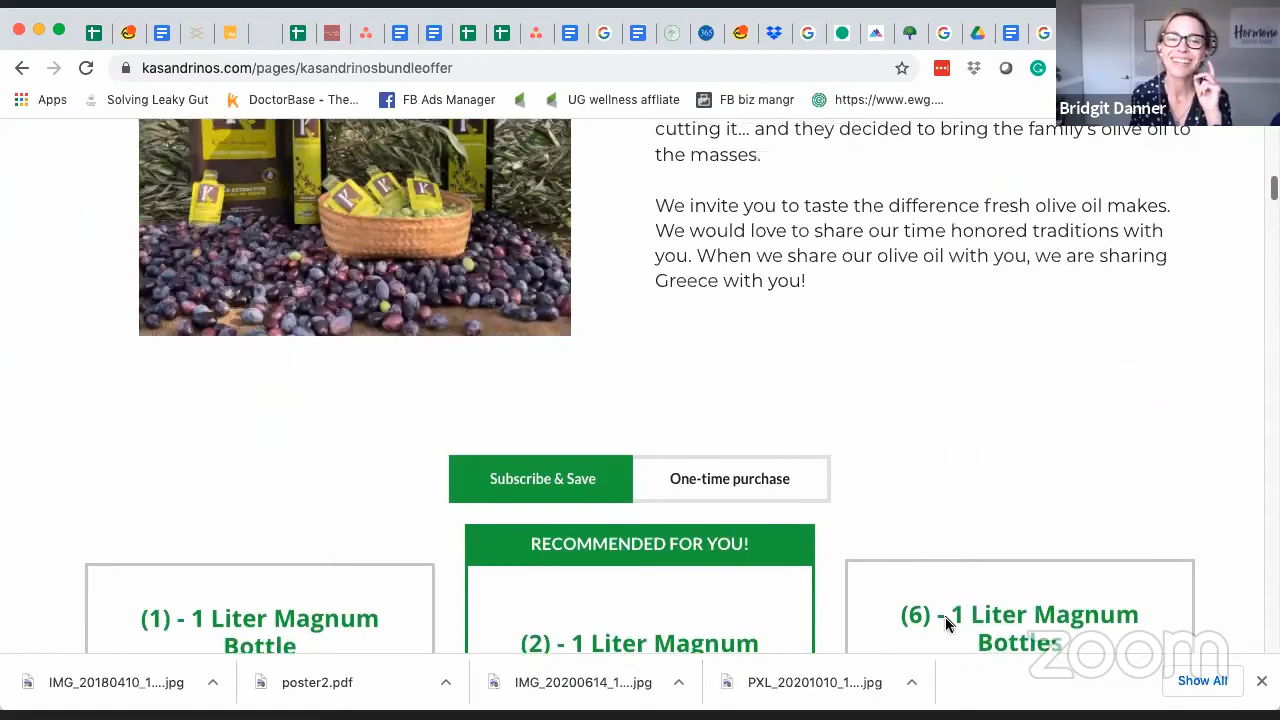 kasandrinos.com/pages/kasandrinosbundleoffer
Apps
Solving Leaky Gut
DoctorBase - The...
FB Ads Manager
UG wellness affliate
FB biz mangr
https://www.ewg....
365
Hormone
Bridgit Danner
cutting it... and they decided to bring the family's olive oil to
the masses.
We invite you to taste the difference fresh olive oil makes.
We would love to share our time honored traditions with
you. When we share our olive oil with you, we are sharing
Greece with you!
K
Subscribe & Save
One-time purchase
RECOMMENDED FOR YOU!
(1) - 1 Liter Magnum
Bottle
(2) - 1 Liter Magnum
(6) - 1 Liter Magnum
Bottles
zoom
IMG_20180410_1....jpg
poster2.pdf
IMG_20200614_1....jpg
PXL_20201010_1....jpg
Show All